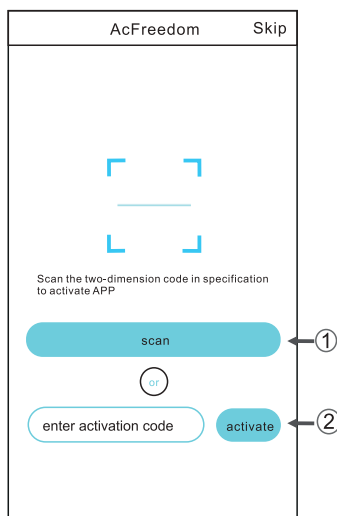 AcFreedom Skip
Scan the two-dimension code in specification
to activate APP
scan
①
or
enter activation code activate
②